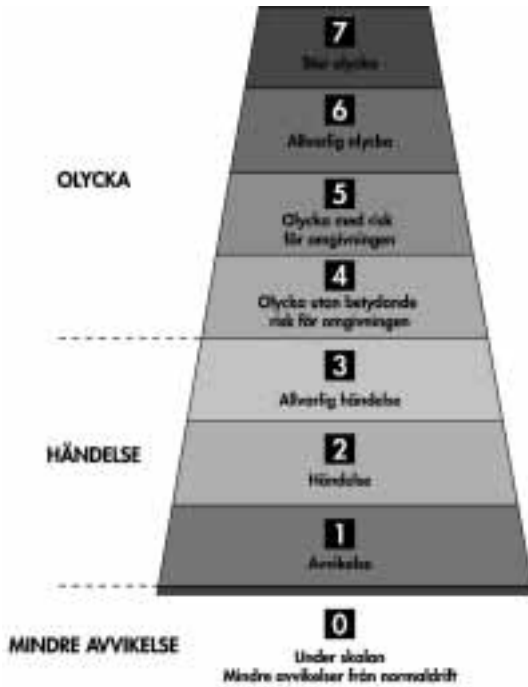 7
Stor olycka
6
Allvarlig olycka
OLYCKA
5
Olycka med risk
för omgivningen
4
Olycka utan betydande
risk för omgivningen
3
Allvarlig händelse
HÄNDELSE
2
Händelse
1
Avvikelse
0
MINDRE AVVIKELSE
Under skalan
Mindre avvikelser från normaldrift